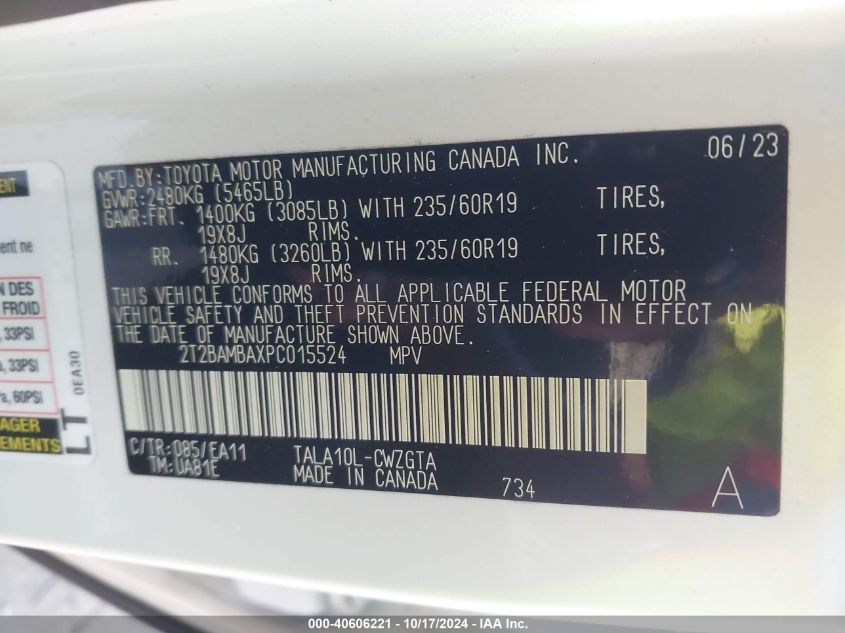 MFD.BY:TOYOTA MOTOR MANUFACTURING CANADA INC. 06/23
GVWR:2480KG (5465LB)
GAWR:FRT. 1400KG (3085LB) WITH 235/60R19 TIRES,
19X8J RIMS.
RR. 1480KG (3260LB) WITH 235/60R19 TIRES,
19X8J RIMS.
THIS VEHICLE CONFORMS TO ALL APPLICABLE FEDERAL MOTOR
VEHICLE SAFETY AND THEFT PREVENTION STANDARDS IN EFFECT ON
THE DATE OF MANUFACTURE SHOWN ABOVE.
2T2BAMBAXPC015524 MPV
C/TR:085/EA11 TALA10L-CWZGTA
TM:UA81E MADE IN CANADA 734 A
ent ne
DES
FROID
33PSI
33PSI
60PSI
0EA30
LT
000-40606221 - 10/17/2024 - IAA Inc.